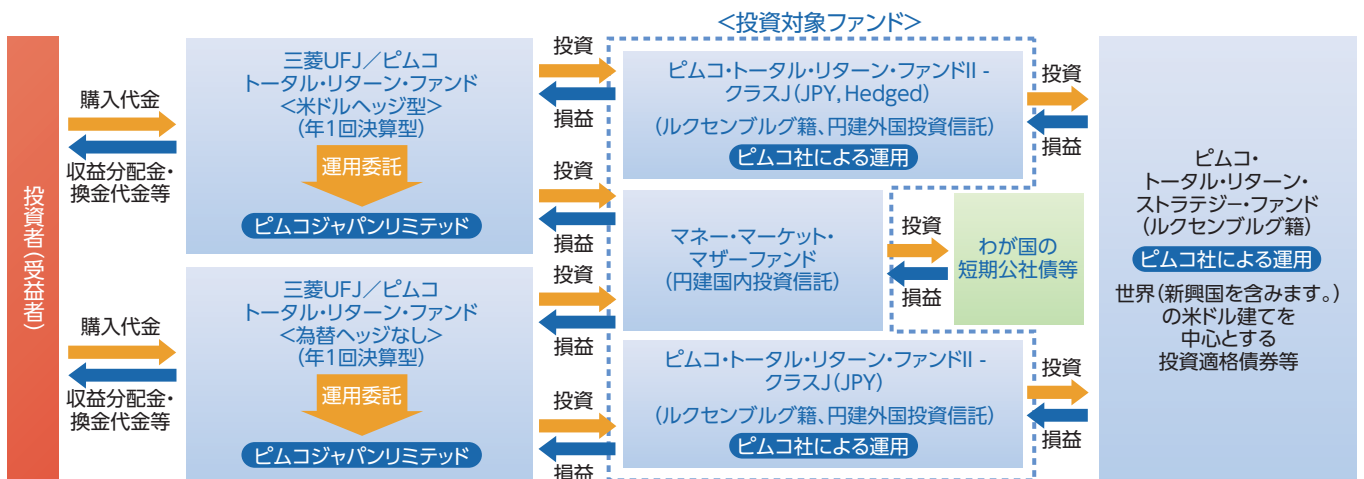 投資者(受益者)
購入代金
収益分配金・
換金代金等
購入代金
収益分配金・
換金代金等
三菱UFJ／ピムコ
トータル・リターン・ファンド
<米ドルヘッジ型>
(年1回決算型)
運用委託
ピムコジャパンリミテッド
三菱UFJ／ピムコ
トータル・リターン・ファンド
<為替ヘッジなし>
(年1回決算型)
運用委託
ピムコジャパンリミテッド
投資
損益
投資
損益
投資
損益
投資
損益
<投資対象ファンド>
ピムコ・トータル・リターン・ファンドII -
クラスJ(JPY,Hedged)
(ルクセンブルグ籍、円建外国投資信託)
ピムコ社による運用
マネー・マーケット・
マザーファンド
(円建国内投資信託)
投資
損益
わが国の
短期公社債等
ピムコ・トータル・リターン・ファンドII -
クラスJ(JPY)
(ルクセンブルグ籍、円建外国投資信託)
ピムコ社による運用
投資
損益
投資
損益
ピムコ・
トータル・リターン・
ストラテジー・ファンド
(ルクセンブルグ籍)
ピムコ社による運用
世界(新興国を含みます。)
の米ドル建てを
中心とする
投資適格債券等